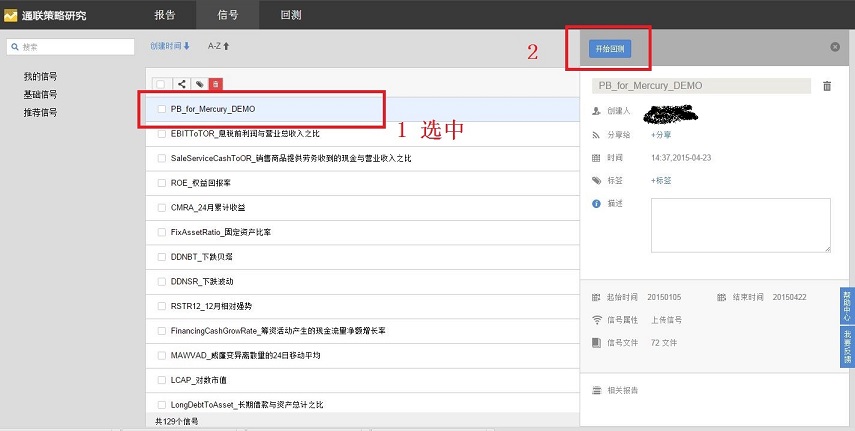 通联策略研究
报告
信号
回测
搜索
我的信号
基础信号
推荐信号
创建时间
A-Z
PB_for_Mercury_DEMO
1 选中
EBITToTOR_息税前利润与营业总收入之比
SaleServiceCashToOR_销售商品提供劳务收到的现金与营业收入之比
ROE_权益回报率
CMRA_24月累计收益
FixAssetRatio_固定资产比率
DDNBT_下跌贝塔
DDNSR_下跌波动
RSTR12_12月相对强势
FinancingCashGrowRate_筹资活动产生的现金流量净额增长率
MAWVAD_威廉变异离散量的24日移动平均
LCAP_对数市值
LongDebtToAsset_长期借款与资产总计之比
共129个信号
2
开始回测
PB_for_Mercury_DEMO
创建人
分享给 +分享
时间 14:37,2015-04-23
标签 +标签
描述
起始时间 20150105 结束时间 20150422
信号属性 上传信号
信号文件 72 文件
相关报告
帮助中心
我要反馈